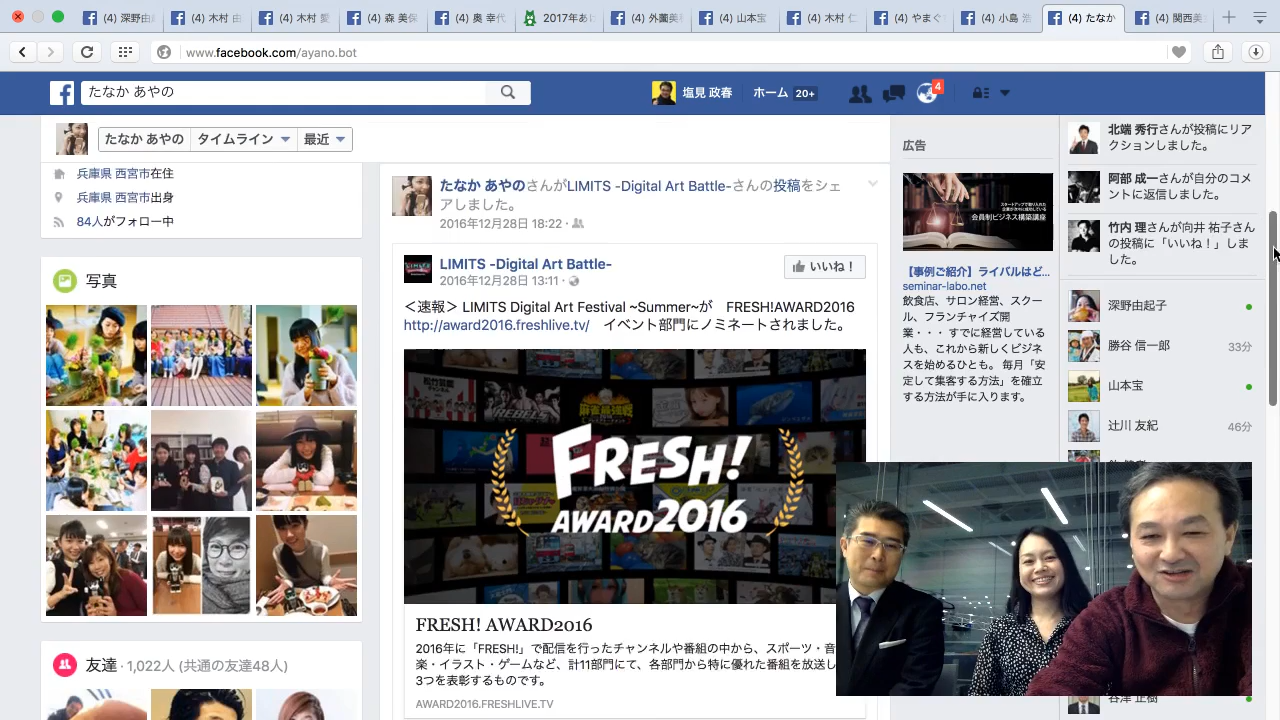 (4) 深野由
(4) 木村 由
(4) 木村 愛
(4) 森 美保
(4) 奥 幸代
2017年あけ
(4) 外薗美
(4) 山本宝
(4) 木村 仁
(4) やまぐ
(4) 小島 浩
(4) たなか
(4) 関西美
www.facebook.com/ayano.bot
たなか あやの
塩見 政春
ホーム 20+
4
たなか あやの
タイムライン
最近
兵庫県 西宮市在住
兵庫県 西宮市出身
84人がフォロー中
写真
友達 · 1,022人 (共通の友達48人)
たなか あやのさんがLIMITS -Digital Art Battle-さんの投稿をシェ
アしました。
2016年12月28日 18:22 ·
LIMITS -Digital Art Battle-
いいね！
2016年12月28日 13:11 ·
＜速報＞ LIMITS Digital Art Festival ~Summer~が　FRESH!AWARD2016
http://award2016.freshlive.tv/　イベント部門にノミネートされました。
FRESH!
AWARD2016
FRESH! AWARD2016
2016年に「FRESH!」で配信を行ったチャンネルや番組の中から、スポーツ・音
楽・イラスト・ゲームなど、計11部門にて、各部門から特に優れた番組を放送し
3つを表彰するものです。
AWARD2016.FRESHLIVE.TV
広告
会員制ビジネス構築講座
【事例ご紹介】ライバルはど...
seminar-labo.net
飲食店、サロン経営、スクー
ル、フランチャイズ開
業・・・ すでに経営している
人も、これから新しくビジネ
スを始めるひとも。 毎月「安
定して集客する方法」を確立
する方法が手に入ります。
北端 秀行さんが投稿にリア
クションしました。
阿部 成一さんが自分のコメ
ントに返信しました。
竹内 理さんが向井 祐子さん
の投稿に「いいね！」しま
した。
深野由起子
勝谷 信一郎 33分
山本宝
辻川 友紀 46分
谷津 正樹